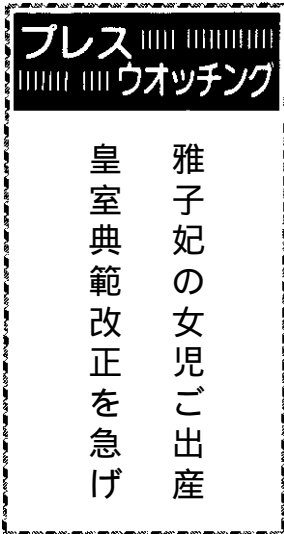 プレス
ウオッチング
雅子妃の女児ご出産
皇室典範改正を急げ